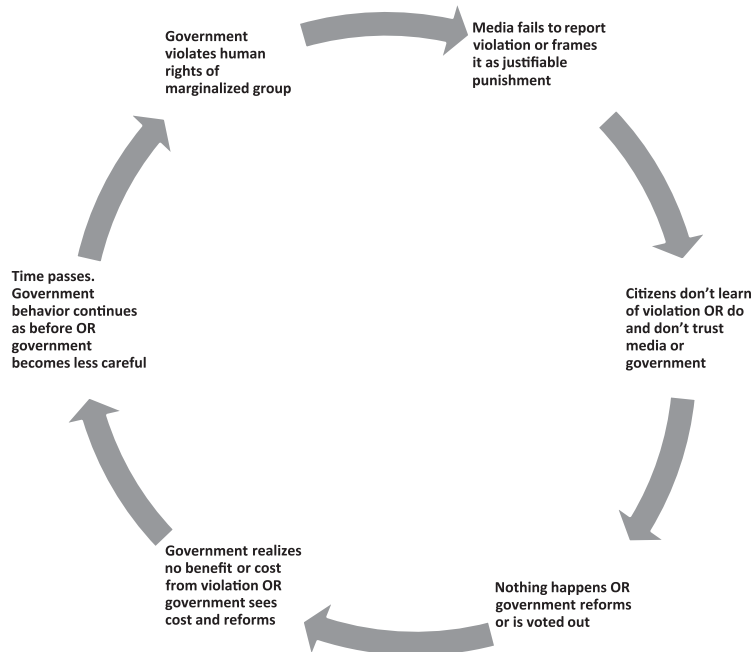 Government
violates human
rights of
marginalized group
Media fails to report
violation or frames
it as justifiable
punishment
Citizens don’t learn
of violation OR do
and don’t trust
media or
government
Nothing happens OR
government reforms
or is voted out
Government realizes
no benefit or cost
from violation OR
government sees
cost and reforms
Time passes.
Government
behavior continues
as before OR
government
becomes less careful